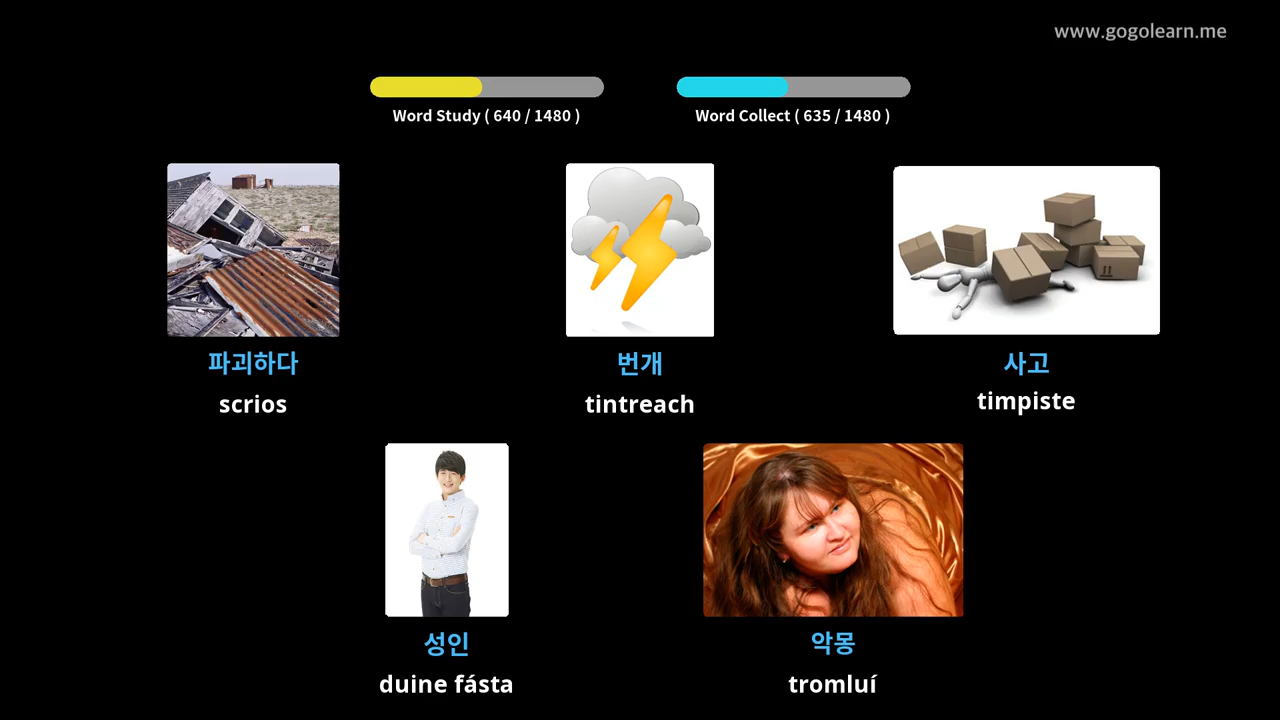 www.gogolearn.me
Word Study ( 640 / 1480 )
Word Collect ( 635 / 1480 )
파괴하다
scrios
번개
tintreach
사고
timpiste
성인
duine fásta
악몽
tromluí